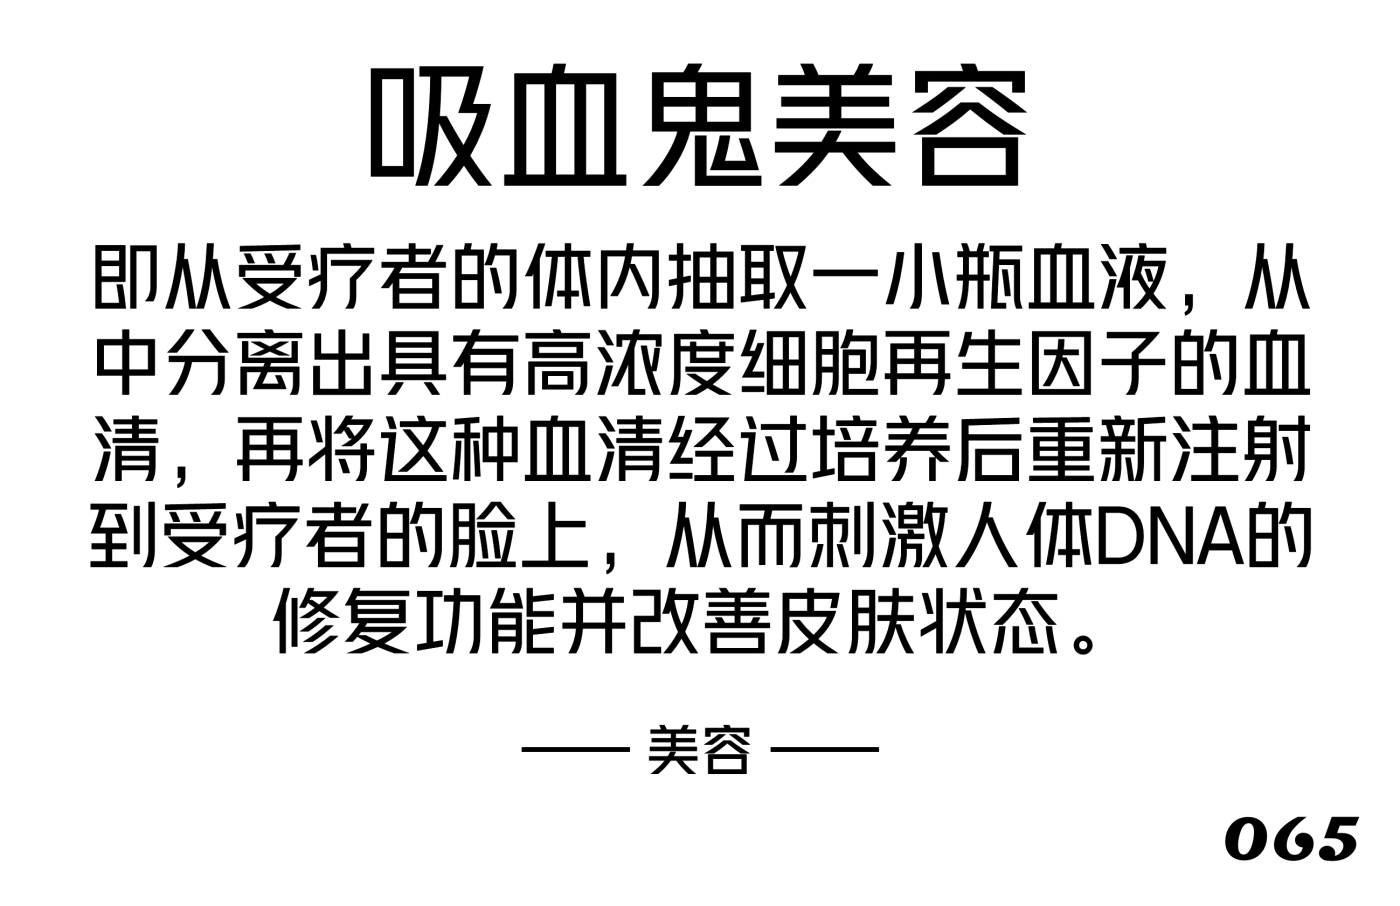 吸血鬼美容
即从受疗者的体内抽取一小瓶血液，从
中分离出具有高浓度细胞再生因子的血
清，再将这种血清经过培养后重新注射
到受疗者的脸上，从而刺激人体DNA的
修复功能并改善皮肤状态。
—— 美容 ——
065